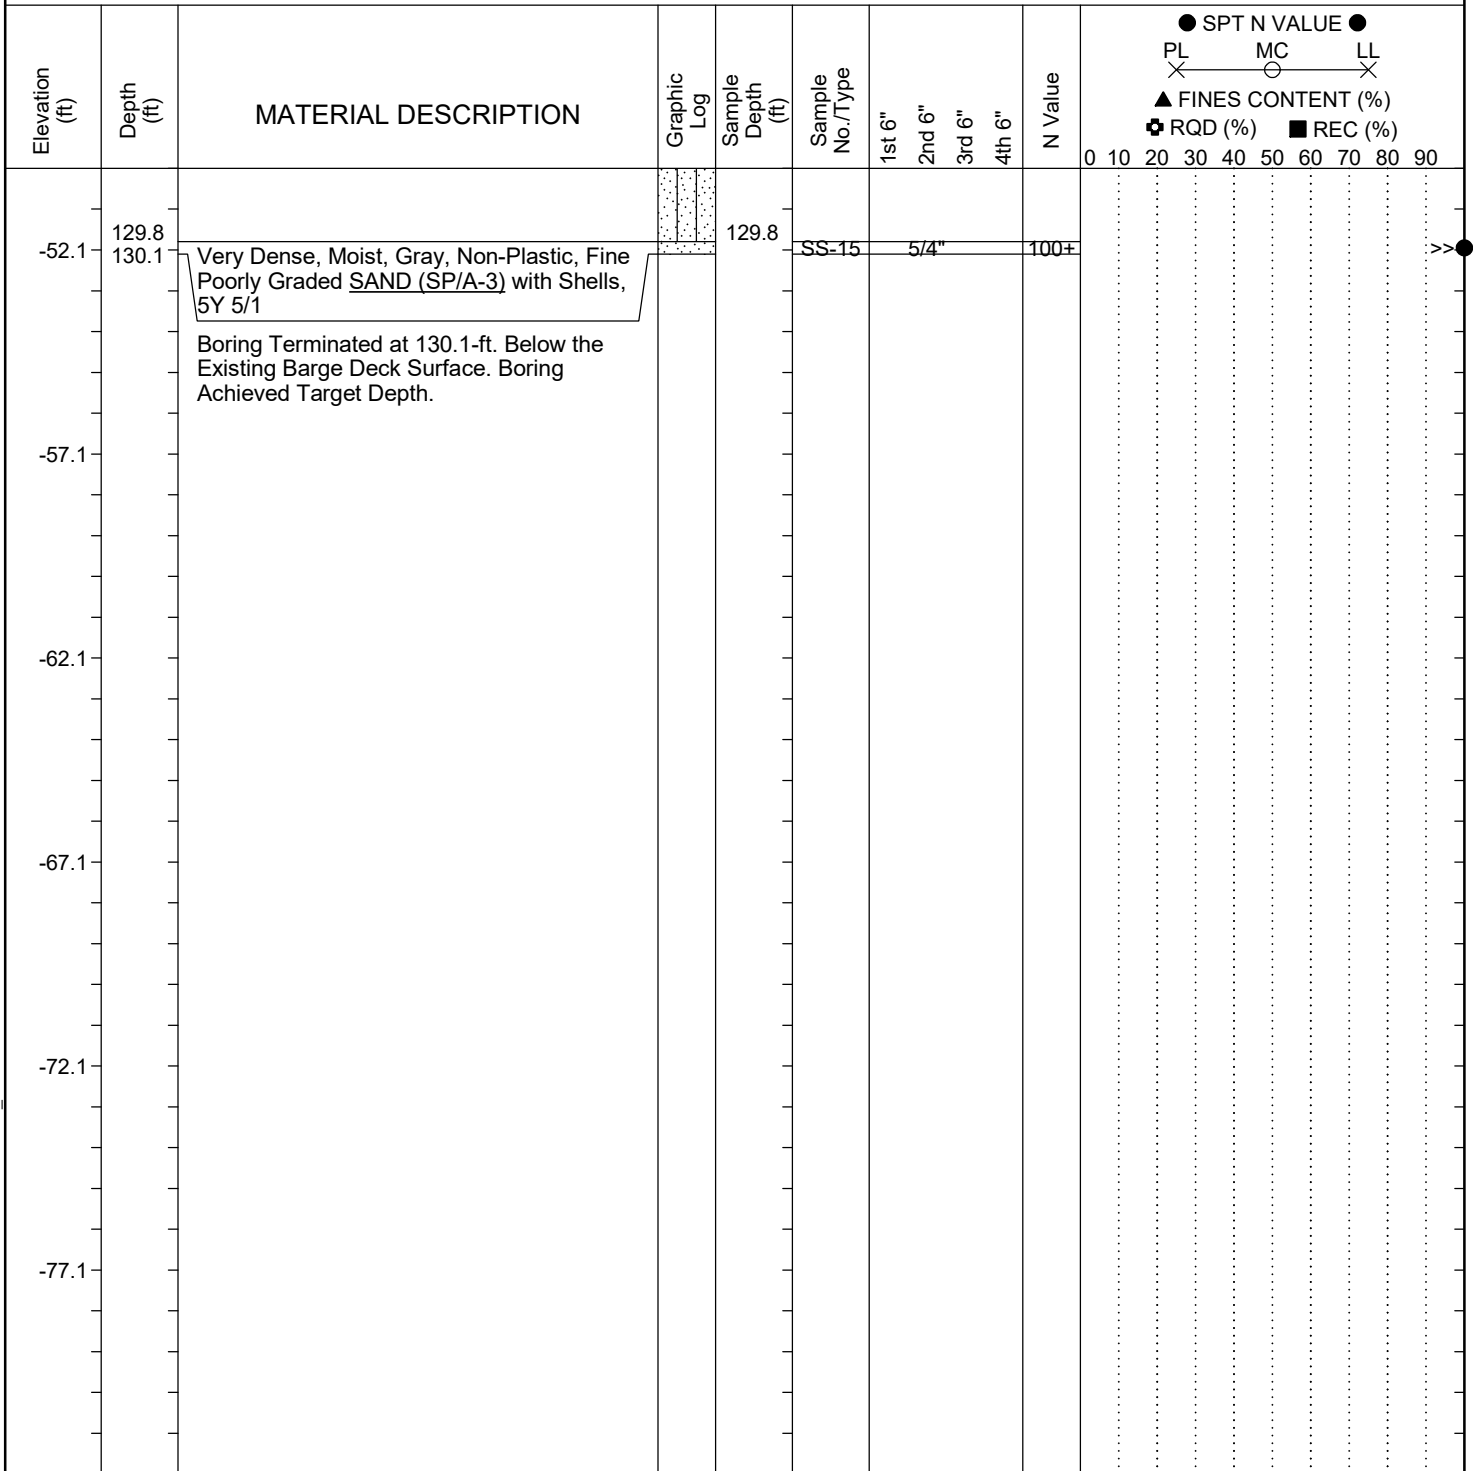 ● SPT N VALUE ●
PL MC LL
▲ FINES CONTENT (%)
RQD (%) ■ REC (%)
Elevation
(ft)
Depth
(ft)
MATERIAL DESCRIPTION
Graphic
Log
Sample
Depth
(ft)
Sample
No./Type
1st 6"
2nd 6"
3rd 6"
4th 6"
N Value
0 10 20 30 40 50 60 70 80 90
129.8 129.8
-52.1 130.1 SS-15 5/4" 100+ >>●
Very Dense, Moist, Gray, Non-Plastic, Fine
Poorly Graded SAND (SP/A-3) with Shells,
5Y 5/1
Boring Terminated at 130.1-ft. Below the
Existing Barge Deck Surface. Boring
Achieved Target Depth.
-57.1
-62.1
-67.1
-72.1
-77.1